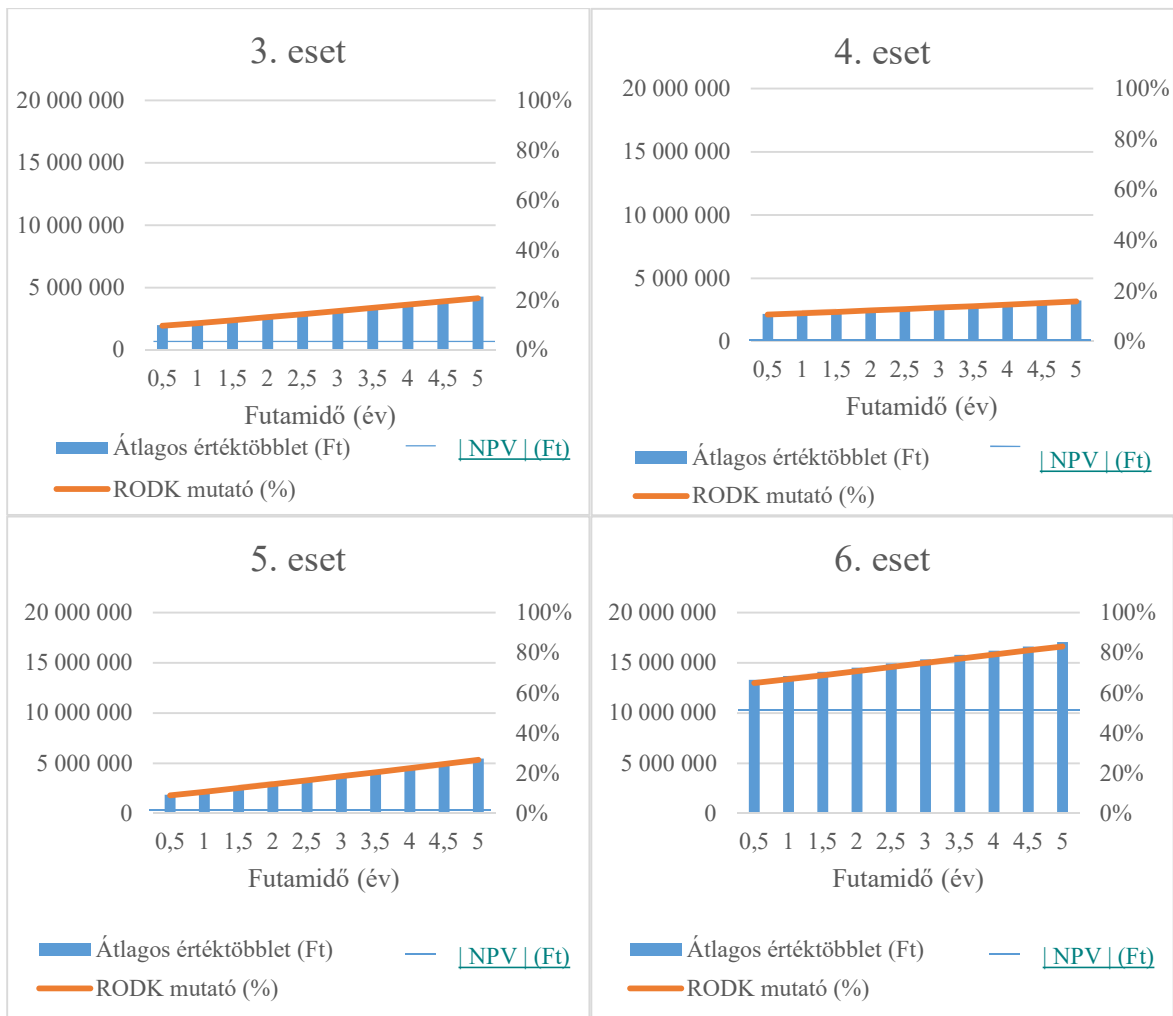 3. eset
20 000 000
15 000 000
10 000 000
5 000 000
0
100%
80%
60%
40%
20%
0%
0,5 1 1,5 2 2,5 3 3,5 4 4,5 5
Futamidő (év)
Átlagos értéktöbblet (Ft)
| NPV | (Ft)
RODK mutató (%)
4. eset
20 000 000
15 000 000
10 000 000
5 000 000
0
100%
80%
60%
40%
20%
0%
0,5 1 1,5 2 2,5 3 3,5 4 4,5 5
Futamidő (év)
Átlagos értéktöbblet (Ft)
| NPV | (Ft)
RODK mutató (%)
5. eset
20 000 000
15 000 000
10 000 000
5 000 000
0
100%
80%
60%
40%
20%
0%
0,5 1 1,5 2 2,5 3 3,5 4 4,5 5
Futamidő (év)
Átlagos értéktöbblet (Ft)
| NPV | (Ft)
RODK mutató (%)
6. eset
20 000 000
15 000 000
10 000 000
5 000 000
0
100%
80%
60%
40%
20%
0%
0,5 1 1,5 2 2,5 3 3,5 4 4,5 5
Futamidő (év)
Átlagos értéktöbblet (Ft)
| NPV | (Ft)
RODK mutató (%)